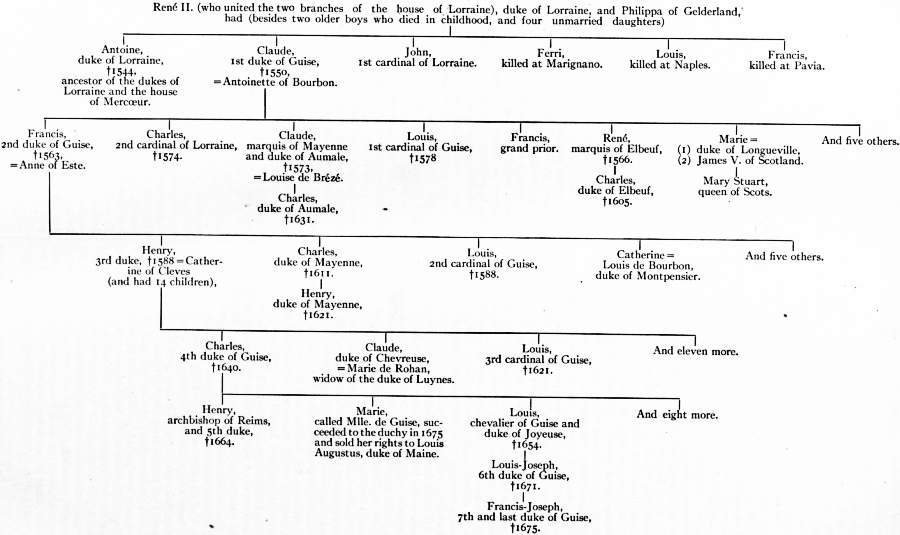 René II. (who united the two branches of the house of Lorraine), duke of Lorraine, and Philippa of Gelderland,
had (besides two older boys who died in childhood, and four unmarried daughters)
Antoine,
duke of Lorraine,
†1544,
ancestor of the dukes of
Lorraine and the house
of Mercœur.
Claude,
1st duke of Guise,
†1550,
=Antoinette of Bourbon.
John,
1st cardinal of Lorraine.
Ferri,
killed at Marignano.
Louis,
killed at Naples.
Francis,
killed at Pavia.
Francis,
2nd duke of Guise,
†1563,
=Anne of Este.
Charles,
2nd cardinal of Lorraine,
†1574.
Claude,
marquis of Mayenne
and duke of Aumale,
†1573,
=Louise de Brézé.
Charles,
duke of Aumale,
†1631.
Louis,
1st cardinal of Guise,
†1578
Francis,
grand prior.
René,
marquis of Elbeuf,
†1566.
Charles,
duke of Elbeuf,
†1605.
Marie=
(1) duke of Longueville,
(2) James V. of Scotland.
Mary Stuart,
queen of Scots.
And five others.
Henry,
3rd duke, †1588=Cather-
ine of Cleves
(and had 14 children),
Charles,
duke of Mayenne,
†1611.
Henry,
duke of Mayenne,
†1621.
Louis,
2nd cardinal of Guise,
†1588.
Catherine=
Louis de Bourbon,
duke of Montpensier.
And five others.
Charles,
4th duke of Guise,
†1640.
Claude,
duke of Chevreuse,
=Marie de Rohan,
widow of the duke of Luynes.
Louis,
3rd cardinal of Guise,
†1621.
And eleven more.
Henry,
archbishop of Reims,
and 5th duke,
†1664.
Marie,
called Mlle. de Guise, suc-
ceeded to the duchy in 1675
and sold her rights to Louis
Augustus, duke of Maine.
Louis,
chevalier of Guise and
duke of Joyeuse,
†1654.
Louis-Joseph,
6th duke of Guise,
†1671.
Francis-Joseph,
7th and last duke of Guise,
†1675.
And eight more.